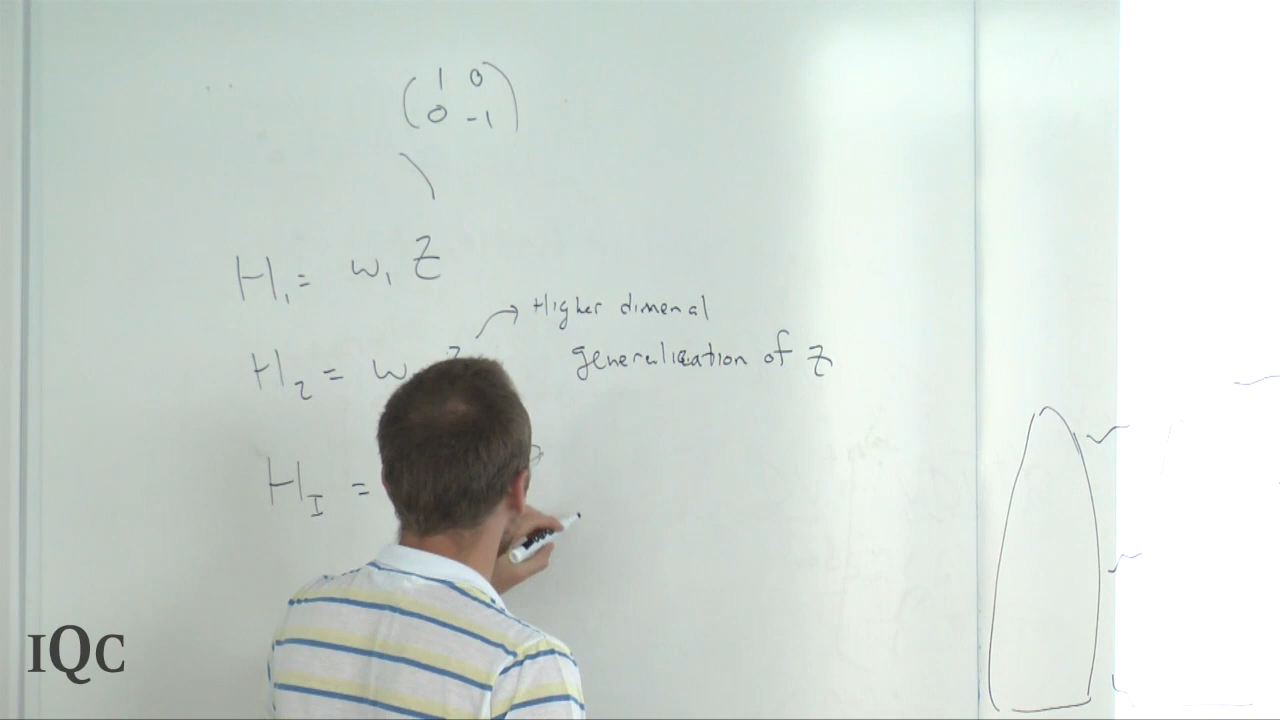 1 0
0 -1
H₁ = w₁ Z
Higher dimenal
H₂ = w
generalization of Z
H_I =
IQC